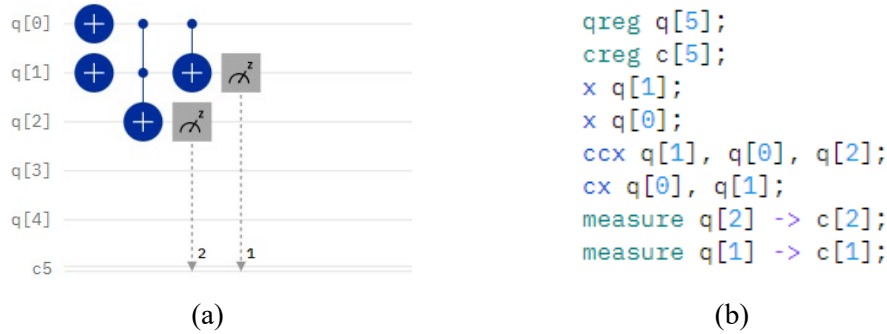 q[0]
q[1]
q[2]
q[3]
q[4]
c5
z
z
2
1
(a)
qreg q[5];
creg c[5];
x q[1];
x q[0];
ccx q[1], q[0], q[2];
cx q[0], q[1];
measure q[2] -> c[2];
measure q[1] -> c[1];
(b)